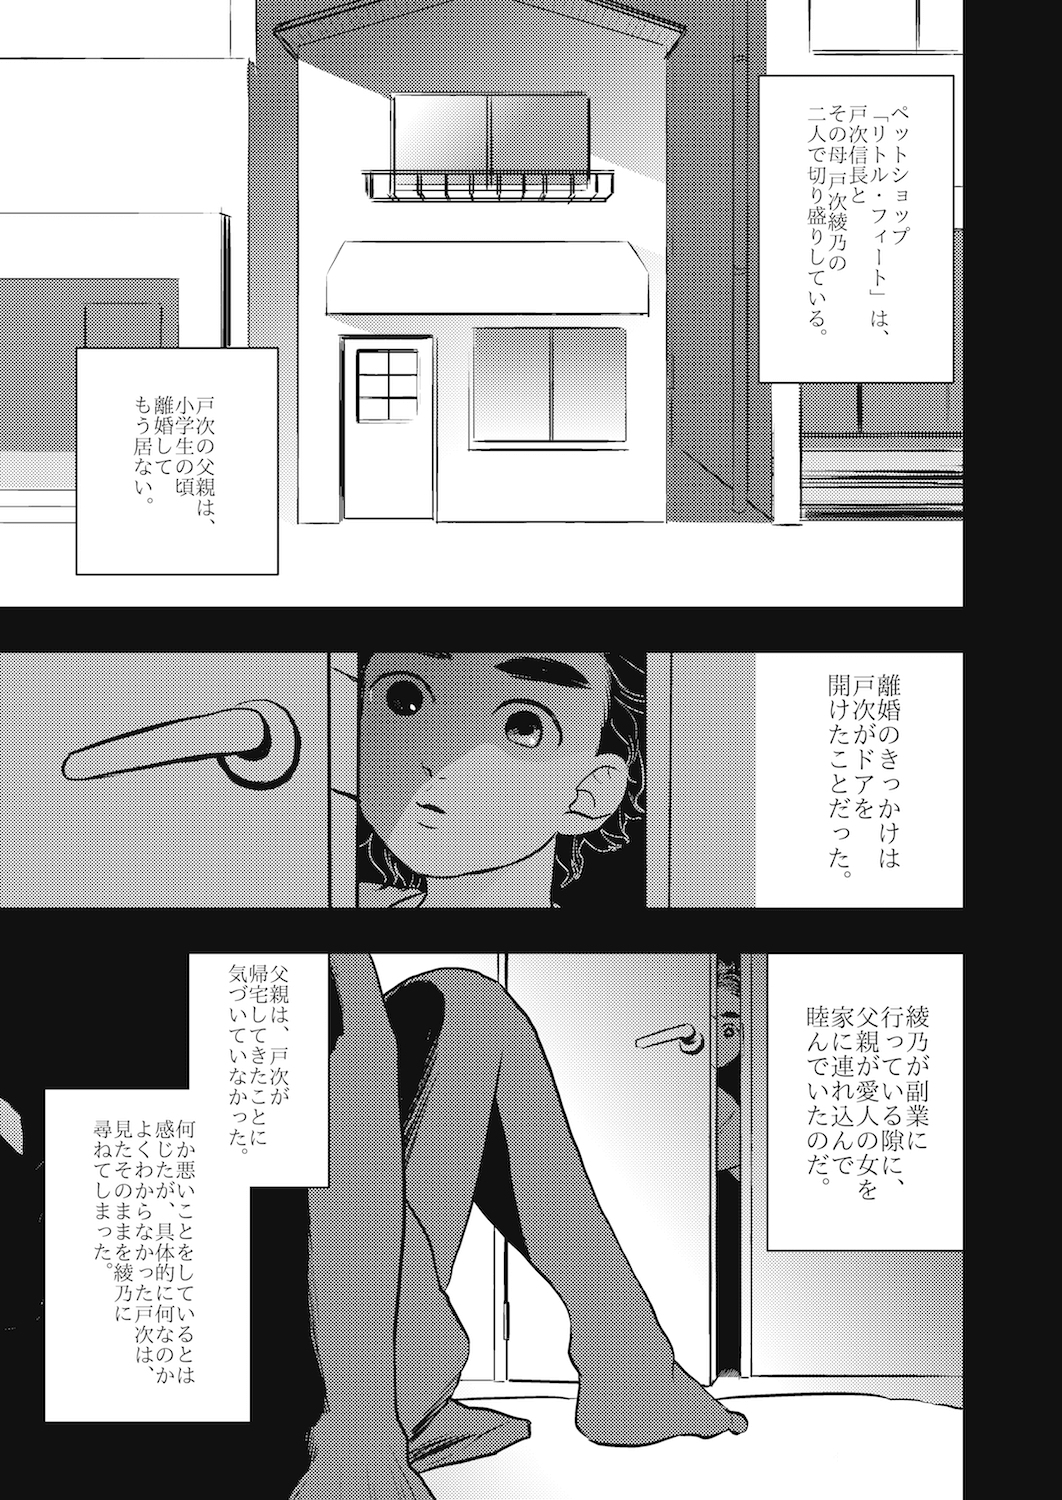 ペットショップ
「リトル・フィート」は、
戸次信長と
その母 戸次綾乃の
二人で切り盛りしている。
戸次の父親は、
小学生の頃
離婚して
もう居ない。
離婚のきっかけは
戸次がドアを
開けたことだった。
綾乃が副業に
行っている隙に、
父親が愛人の女を
家に連れ込んで
睦んでいたのだ。
父親は、戸次が
帰宅してきたことに
気づいていなかった。
何か悪いことをしているとは
感じたが、具体的に何なのか
よくわからなかった戸次は、
見たそのままを綾乃に
尋ねてしまった。